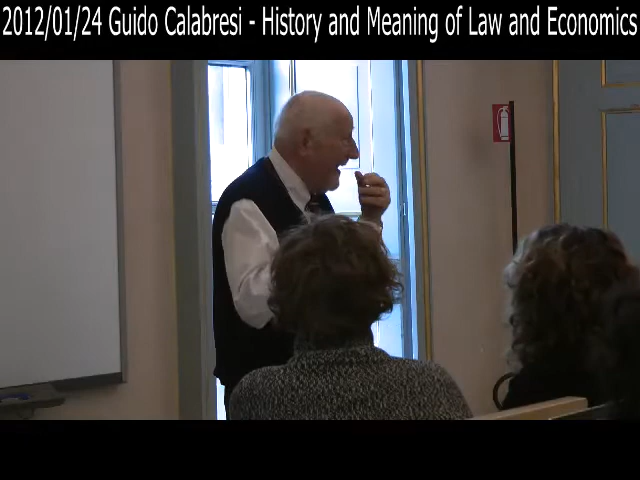 2012/01/24 Guido Calabresi - History and Meaning of Law and Economics